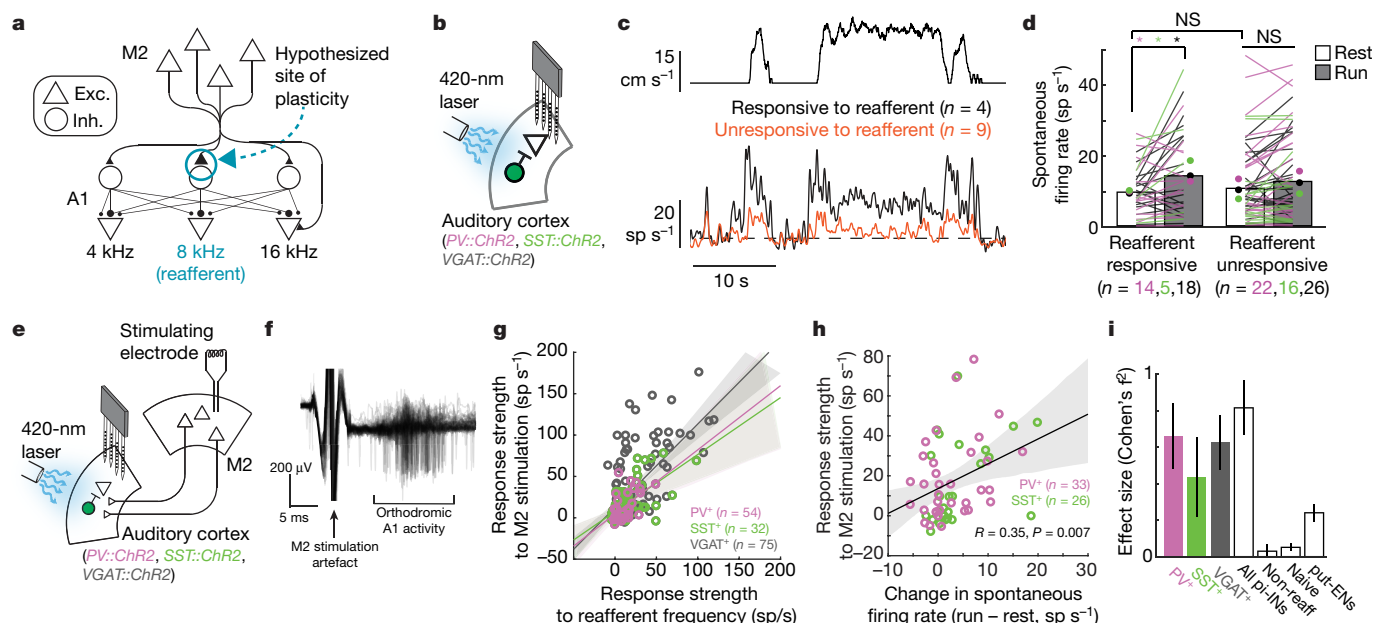 a
M2
Hypothesized
site of
plasticity
Exc.
Inh.
A1
4 kHz
8 kHz
(reafferent)
16 kHz
b
420-nm
laser
Auditory cortex
(PV::ChR2, SST::ChR2,
VGAT::ChR2)
c
15
cm s⁻¹
Responsive to reafferent (n = 4)
Unresponsive to reafferent (n = 9)
20
sp s⁻¹
10 s
d
NS
* * *
NS
Rest
Run
Spontaneous
firing rate (sp s⁻¹)
40
20
0
Reafferent
responsive
(n = 14,5,18)
Reafferent
unresponsive
(n = 22,16,26)
e
Stimulating
electrode
420-nm
laser
M2
Auditory cortex
(PV::ChR2, SST::ChR2,
VGAT::ChR2)
f
200 µV
5 ms
Orthodromic
A1 activity
M2 stimulation
artefact
g
Response strength
to M2 stimulation (sp s⁻¹)
200
150
100
50
0
−50
0 50 100 150 200
PV⁺ (n = 54)
SST⁺ (n = 32)
VGAT⁺ (n = 75)
Response strength
to reafferent frequency (sp/s)
h
Response strength
to M2 stimulation (sp s⁻¹)
80
60
40
20
0
−20
−10 0 10 20 30
PV⁺ (n = 33)
SST⁺ (n = 26)
R = 0.35, P = 0.007
Change in spontaneous
firing rate (run – rest, sp s⁻¹)
i
Effect size (Cohen's f²)
1
0
PV⁺
SST⁺
VGAT⁺
All pi-INs
Non-reaff
Naive
Put-ENs